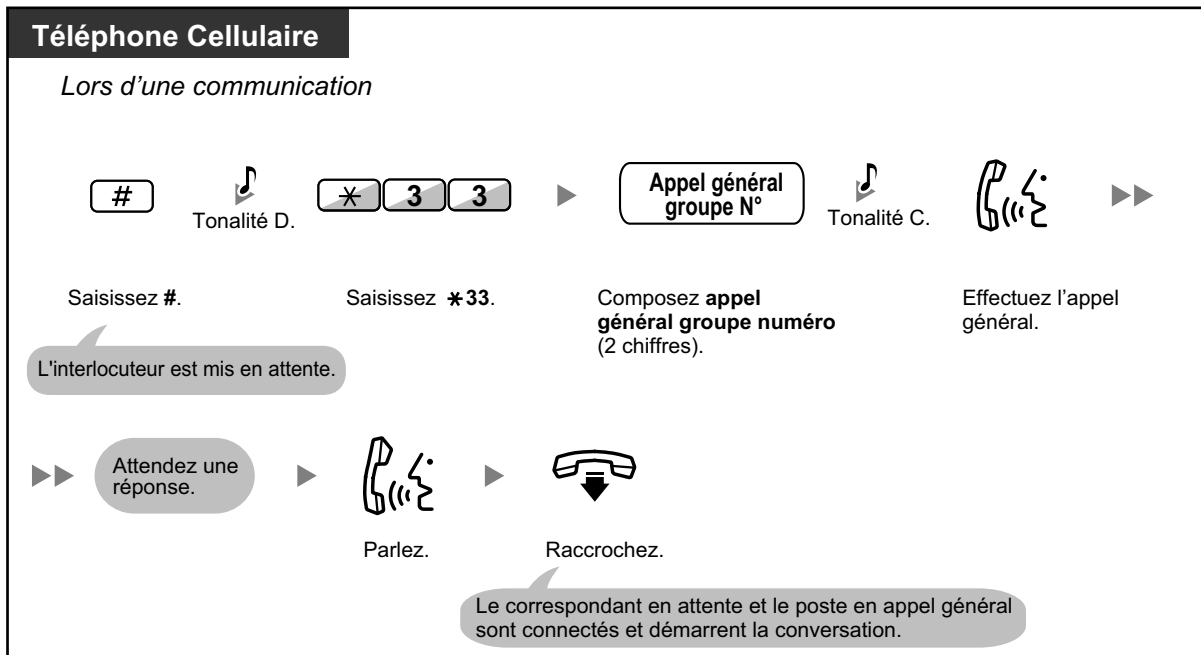 Téléphone Cellulaire
Lors d’une communication
#
Tonalité D.
* 3 3
Appel général
groupe N°
Tonalité C.
Saisissez #.
Saisissez *33.
Composez appel
général groupe numéro
(2 chiffres).
Effectuez l’appel
général.
L'interlocuteur est mis en attente.
Attendez une
réponse.
Parlez.
Raccrochez.
Le correspondant en attente et le poste en appel général
sont connectés et démarrent la conversation.